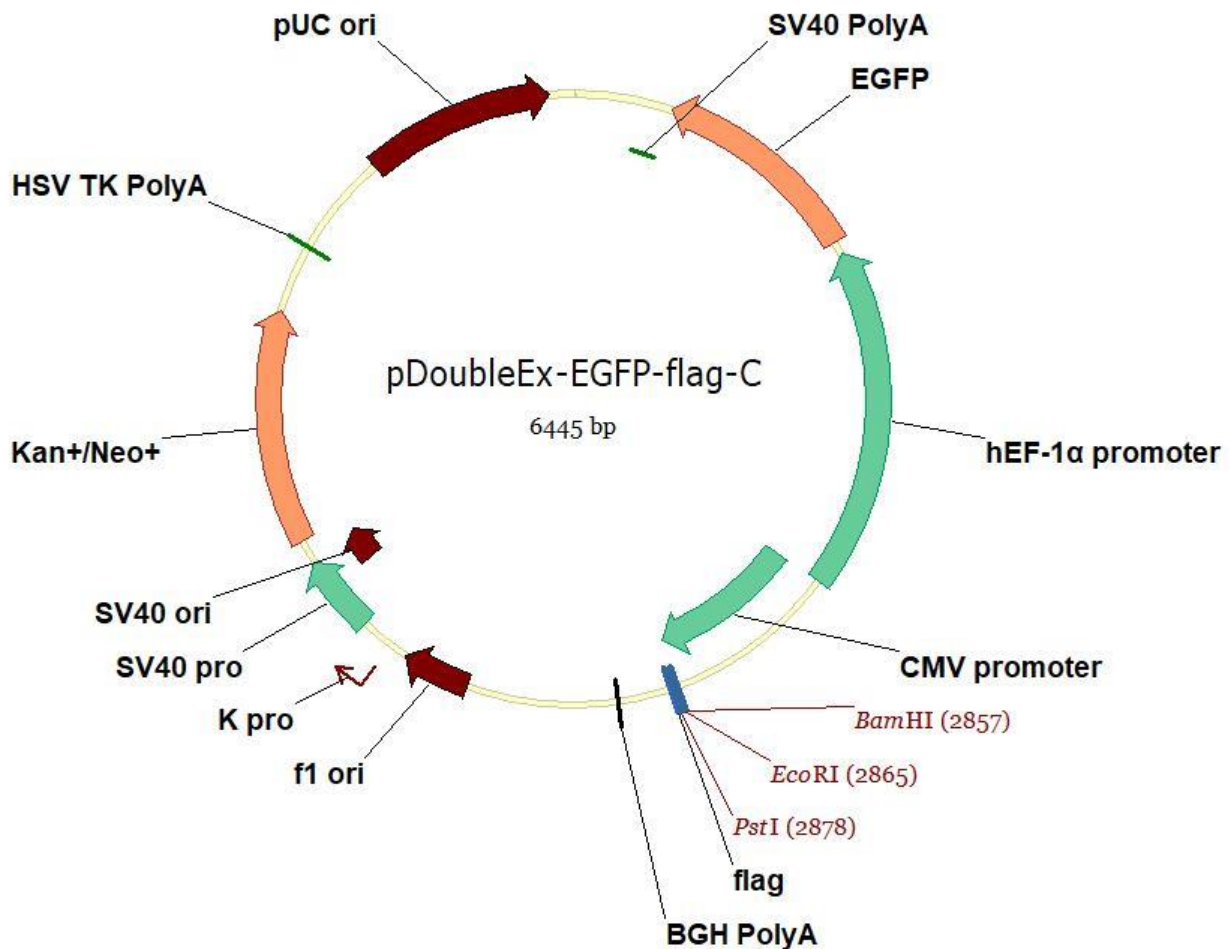 pUC ori
SV40 PolyA
EGFP
HSV TK PolyA
pDoubleEx-EGFP-flag-C
6445 bp
Kan+/Neo+
hEF-1α promoter
SV40 ori
SV40 pro
CMV promoter
K pro
BamHI (2857)
f1 ori
EcoRI (2865)
PstI (2878)
flag
BGH PolyA